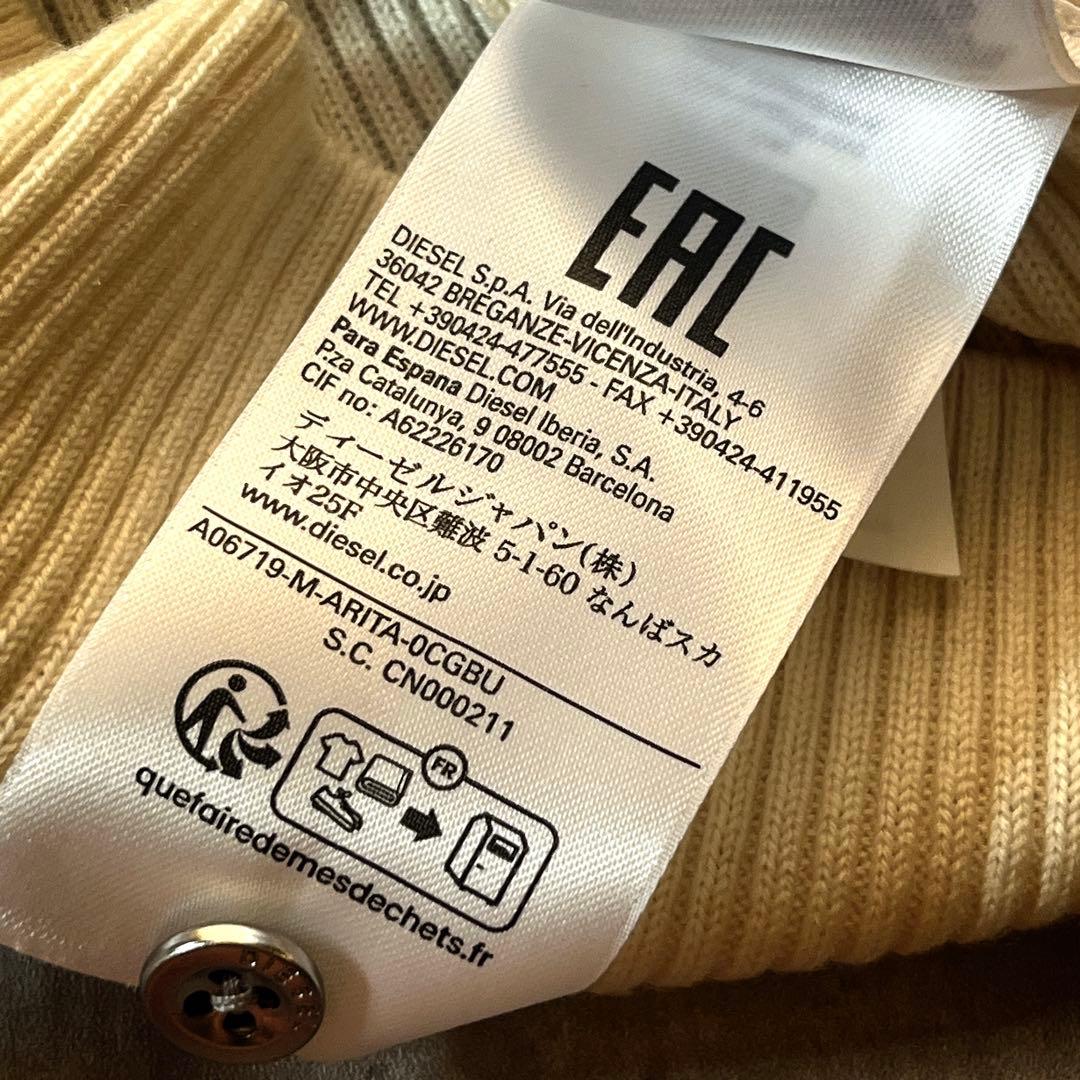 EAC
DIESEL S.p.A. Via dell'Industria, 4-6
36042 BREGANZE-VICENZA-ITALY
TEL +390424-477555 - FAX +390424-411955
WWW.DIESEL.COM
Para Espana Diesel Iberia, S.A.
P.za Catalunya, 9 08002 Barcelona
CIF no: A62226170
ディーゼルジャパン(株)
大阪市中央区難波 5-1-60 なんばスカ
イオ25F
www.diesel.co.jp
A06719-M-ARITA-0CGBU
S.C. CN000211
FR
quefairedemesdechets.fr
DIESEL